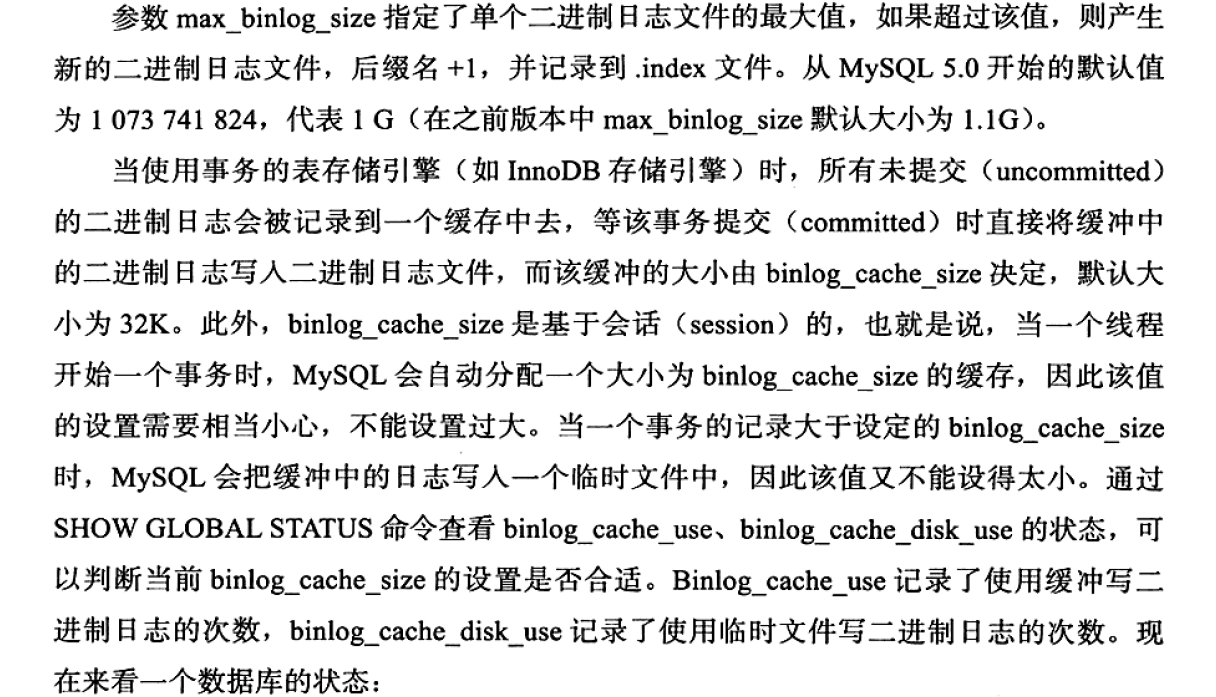 参数 max_binlog_size 指定了单个二进制日志文件的最大值，如果超过该值，则产生
新的二进制日志文件，后缀名 +1，并记录到 .index 文件。从 MySQL 5.0 开始的默认值
为 1 073 741 824，代表 1 G（在之前版本中 max_binlog_size 默认大小为 1.1G）。
当使用事务的表存储引擎（如 InnoDB 存储引擎）时，所有未提交（uncommitted）
的二进制日志会被记录到一个缓存中去，等该事务提交（committed）时直接将缓冲中
的二进制日志写入二进制日志文件，而该缓冲的大小由 binlog_cache_size 决定，默认大
小为 32K。此外，binlog_cache_size 是基于会话（session）的，也就是说，当一个线程
开始一个事务时，MySQL 会自动分配一个大小为 binlog_cache_size 的缓存，因此该值
的设置需要相当小心，不能设置过大。当一个事务的记录大于设定的 binlog_cache_size
时，MySQL 会把缓冲中的日志写入一个临时文件中，因此该值又不能设得太小。通过
SHOW GLOBAL STATUS 命令查看 binlog_cache_use、binlog_cache_disk_use 的状态，可
以判断当前 binlog_cache_size 的设置是否合适。Binlog_cache_use 记录了使用缓冲写二
进制日志的次数，binlog_cache_disk_use 记录了使用临时文件写二进制日志的次数。现
在来看一个数据库的状态：